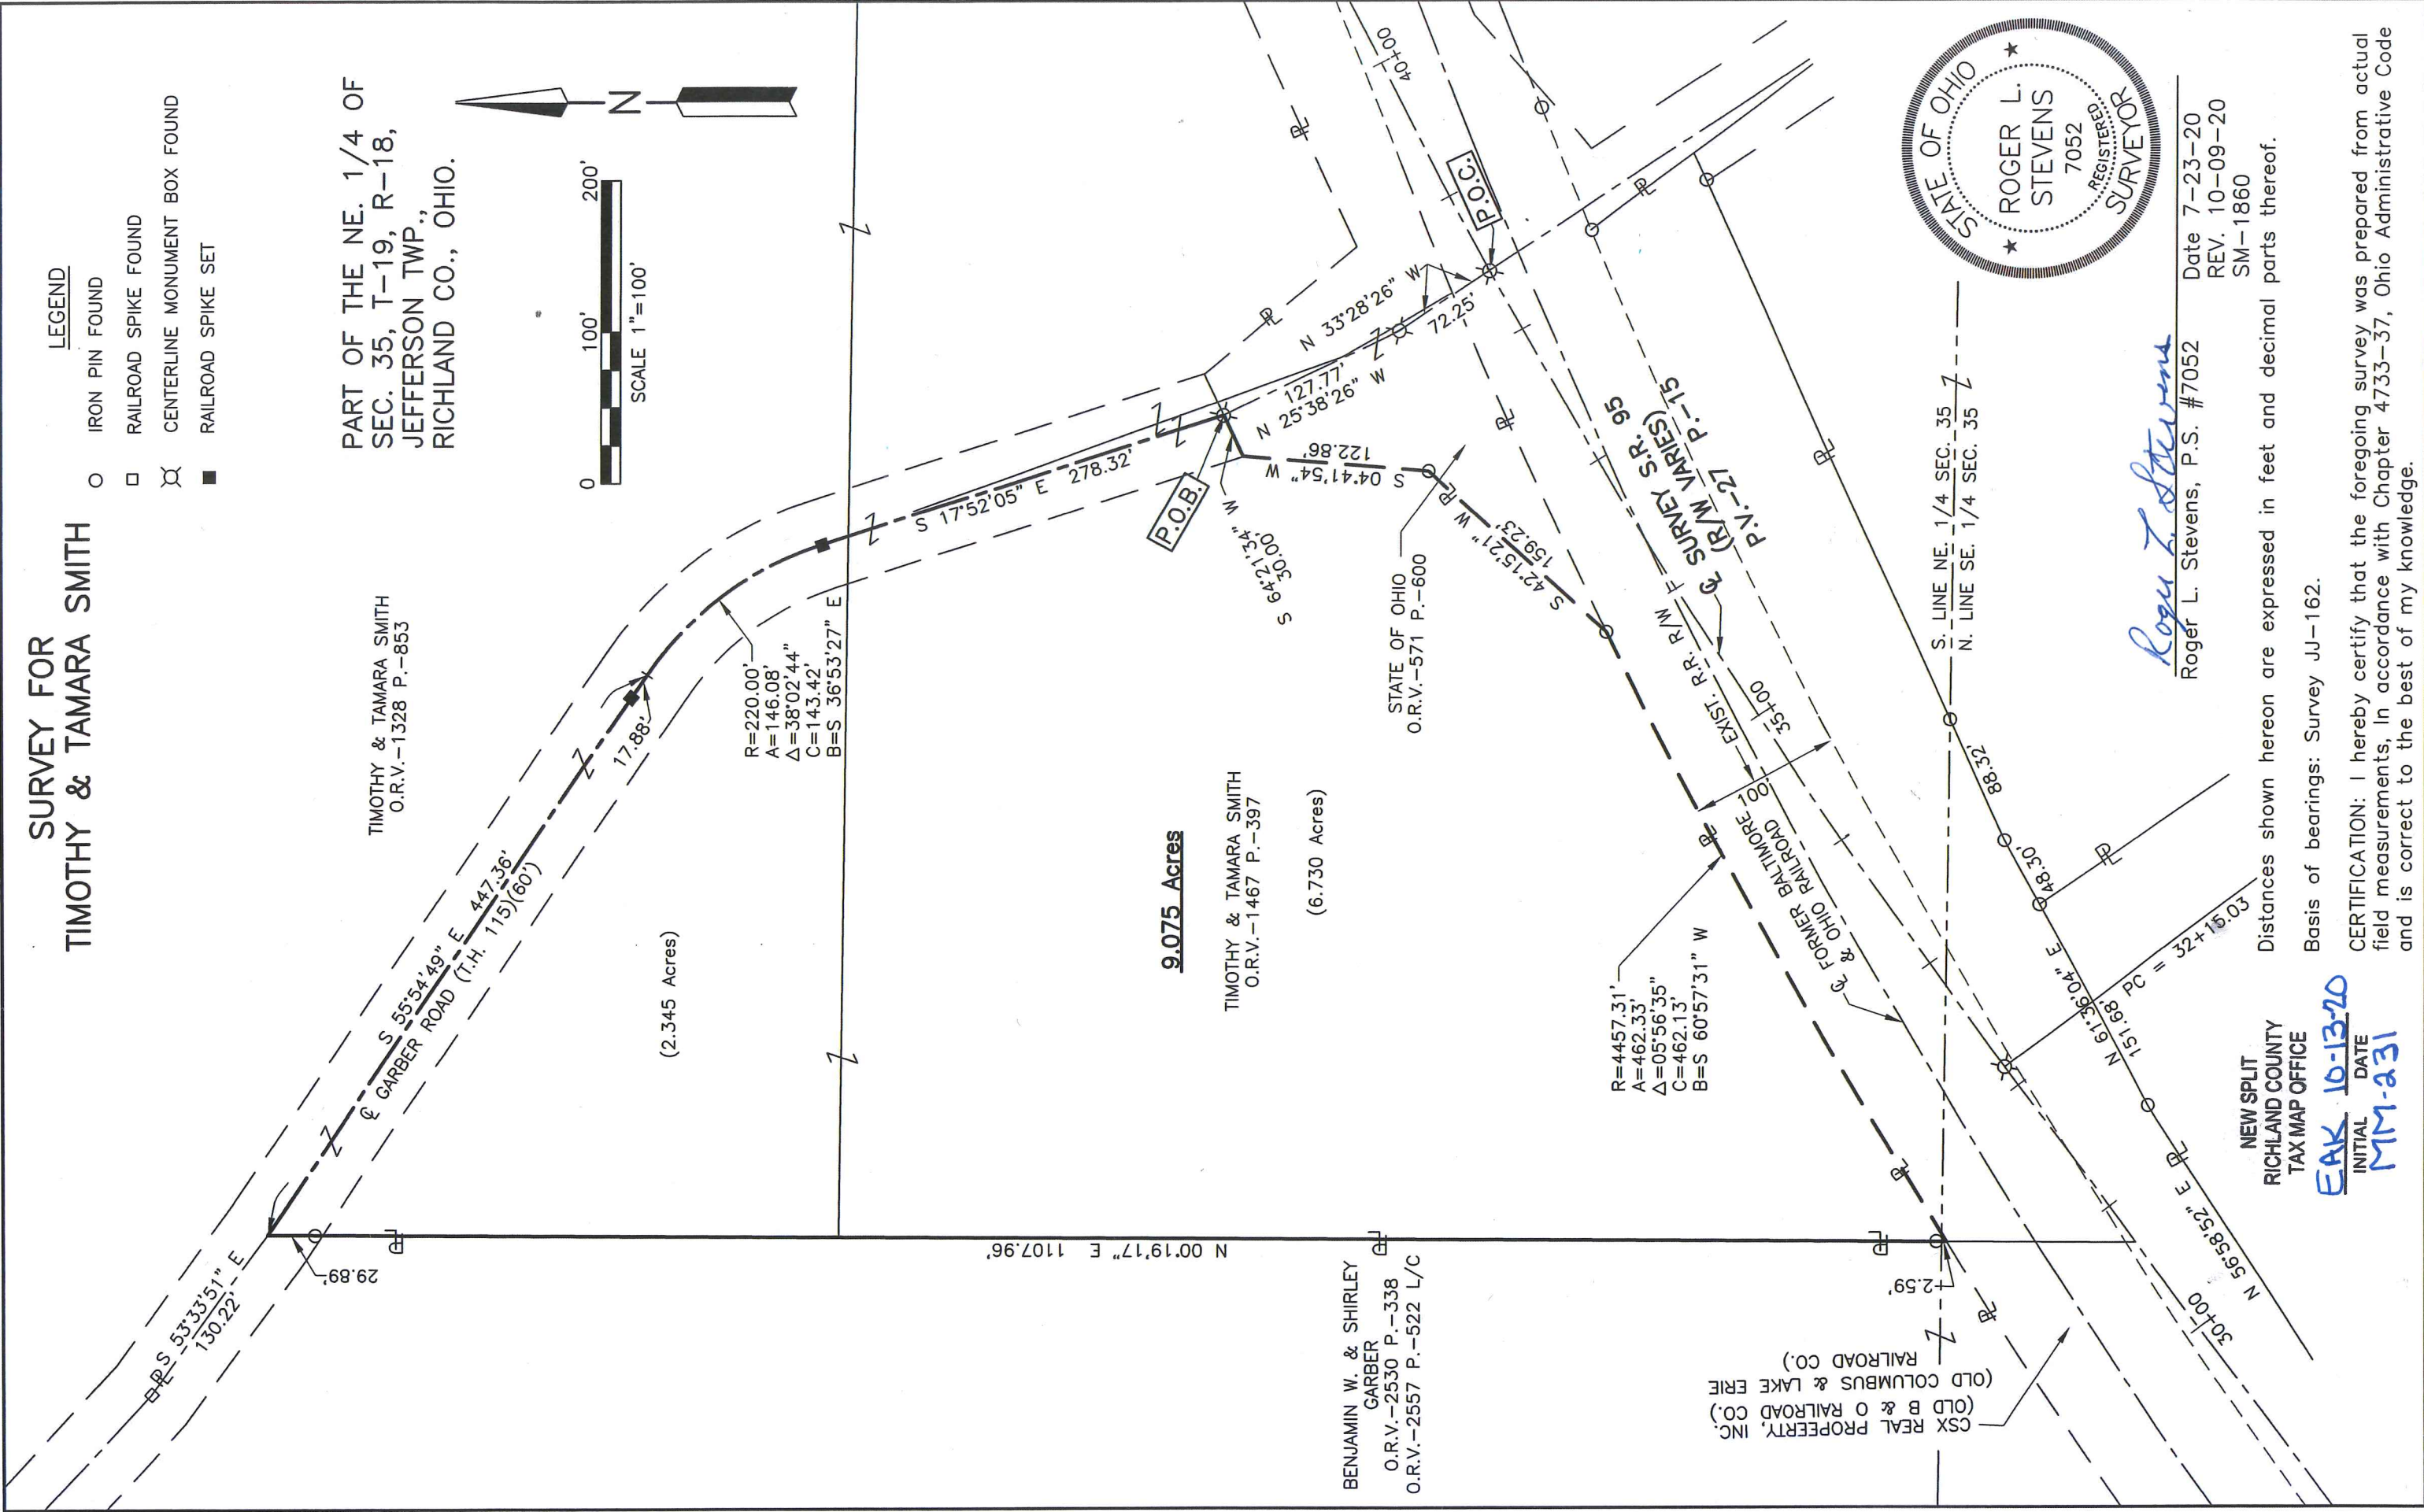 SURVEY FOR
TIMOTHY & TAMARA SMITH
LEGEND
IRON PIN FOUND
RAILROAD SPIKE FOUND
CENTERLINE MONUMENT BOX FOUND
RAILROAD SPIKE SET
PART OF THE NE. 1/4 OF
SEC. 35, T-19, R-18,
JEFFERSON TWP.,
RICHLAND CO., OHIO.
N
0 100' 200'
SCALE 1"=100'
TIMOTHY & TAMARA SMITH
O.R.V.-1328 P.-853
S 53°33'51" E
130.22'
29.89'
S 55°54'49" E 447.36'
℄ GARBER ROAD (T.H. 115)(60')
17.88'
R=220.00'
A=146.08'
Δ=38°02'44"
C=143.42'
B=S 36°53'27" E
(2.345 Acres)
S 17°52'05" E 278.32'
P.O.B.
S 64°21'34" W
30.00'
N 25°38'26" W
127.77'
N 33°28'26" W
72.25'
P.O.C.
40+00
S 04°41'54" W
122.86'
S 42°15'21" W
159.23'
STATE OF OHIO
O.R.V.-571 P.-600
9.075 Acres
TIMOTHY & TAMARA SMITH
O.R.V.-1467 P.-397
(6.730 Acres)
N 00°19'17" E 1107.96'
BENJAMIN W. & SHIRLEY
GARBER
O.R.V.-2530 P.-338
O.R.V.-2557 P.-522 L/C
R=4457.31'
A=462.33'
Δ=05°56'35"
C=462.13'
B=S 60°57'31" W
℄ SURVEY S.R. 95
(R/W VARIES)
P.V.-27 P.-15
EXIST. R.R. R/W
35+00
100'
℄ FORMER BALTIMORE
& OHIO RAILROAD
2.59'
CSX REAL PROPEERTY, INC.
(OLD B & O RAILROAD CO.)
(OLD COLUMBUS & LAKE ERIE
RAILROAD CO.)
S. LINE NE. 1/4 SEC. 35
N. LINE SE. 1/4 SEC. 35
88.32'
48.30'
N 61°36'04" E
151.68'
PC = 32+15.03
N 56°58'52" E
30+00
STATE OF OHIO
ROGER L.
STEVENS
7052
REGISTERED
SURVEYOR
Roger L. Stevens
Roger L. Stevens, P.S. #7052
Date 7-23-20
REV. 10-09-20
SM-1860
Distances shown hereon are expressed in feet and decimal parts thereof.
Basis of bearings: Survey JJ-162.
CERTIFICATION: I hereby certify that the foregoing survey was prepared from actual
field measurements, In accordance with Chapter 4733-37, Ohio Administrative Code
and is correct to the best of my knowledge.
NEW SPLIT
RICHLAND COUNTY
TAX MAP OFFICE
EAK 10-13-20
INITIAL DATE
MM-231